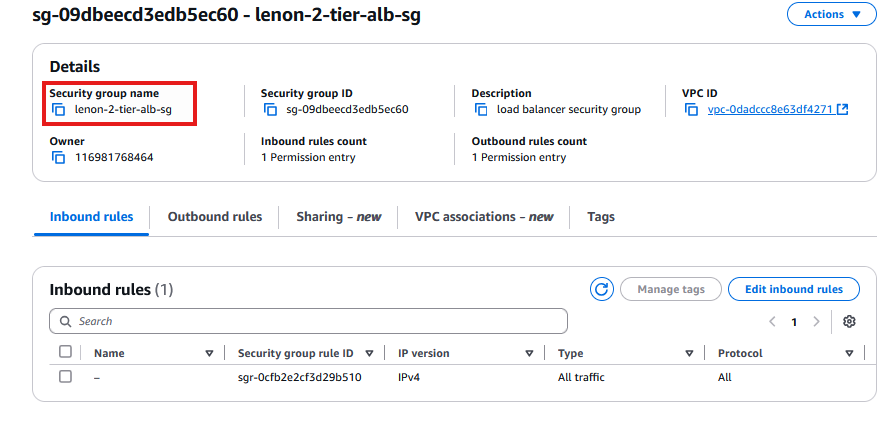 sg-09dbeecd3edb5ec60 - lenon-2-tier-alb-sg
Actions
Details
Security group name
lenon-2-tier-alb-sg
Security group ID
sg-09dbeecd3edb5ec60
Description
load balancer security group
VPC ID
vpc-0dadccc8e63df4271
Owner
116981768464
Inbound rules count
1 Permission entry
Outbound rules count
1 Permission entry
Inbound rules
Outbound rules
Sharing – new
VPC associations – new
Tags
Inbound rules (1)
Manage tags
Edit inbound rules
Search
1
Name
Security group rule ID
IP version
Type
Protocol
–
sgr-0cfb2e2cf3d29b510
IPv4
All traffic
All